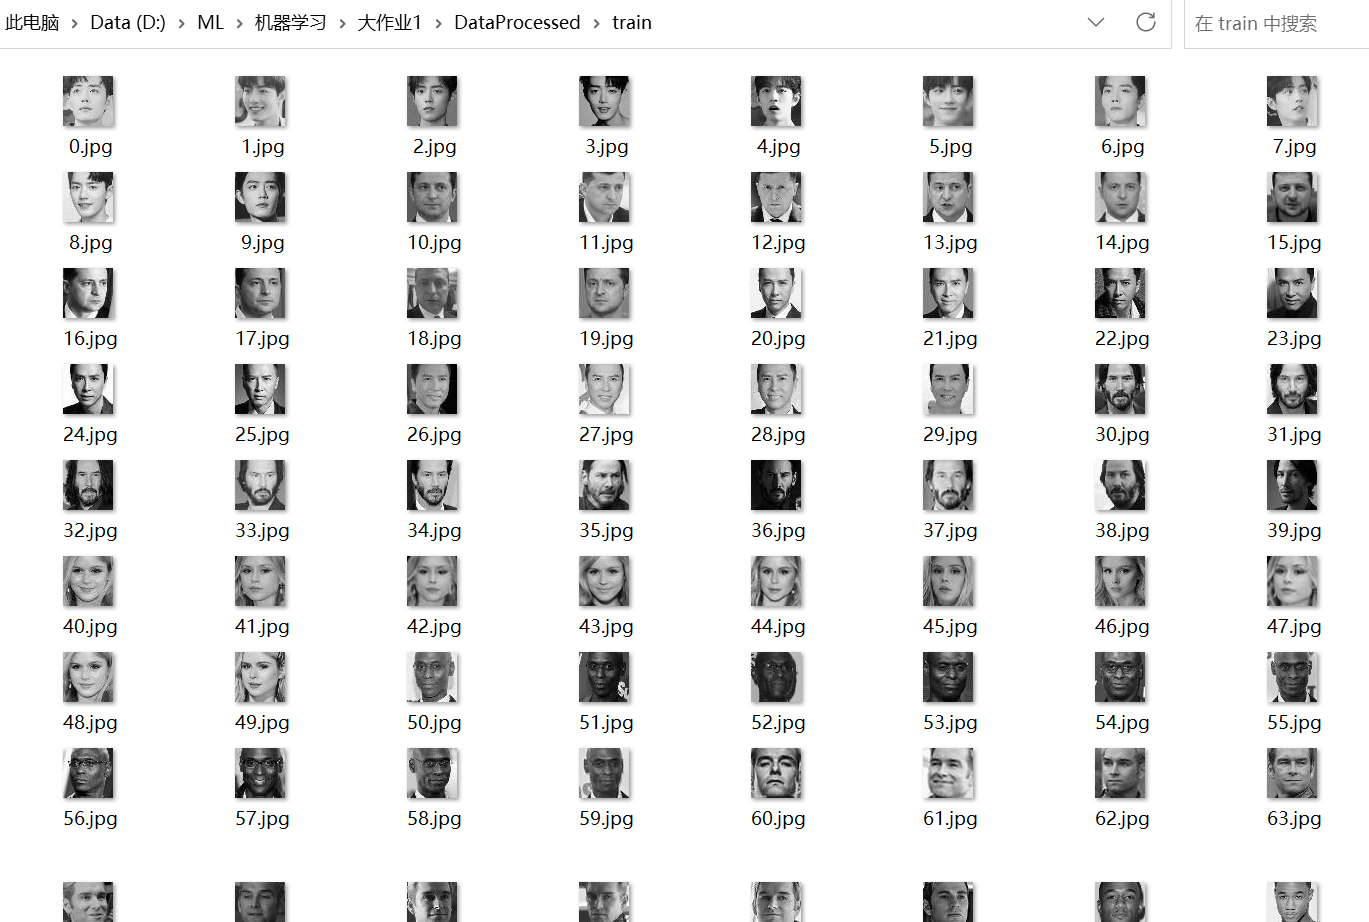 此电脑 > Data (D:) > ML > 机器学习 > 大作业1 > DataProcessed > train
在 train 中搜索
0.jpg 1.jpg 2.jpg 3.jpg 4.jpg 5.jpg 6.jpg 7.jpg
8.jpg 9.jpg 10.jpg 11.jpg 12.jpg 13.jpg 14.jpg 15.jpg
16.jpg 17.jpg 18.jpg 19.jpg 20.jpg 21.jpg 22.jpg 23.jpg
24.jpg 25.jpg 26.jpg 27.jpg 28.jpg 29.jpg 30.jpg 31.jpg
32.jpg 33.jpg 34.jpg 35.jpg 36.jpg 37.jpg 38.jpg 39.jpg
40.jpg 41.jpg 42.jpg 43.jpg 44.jpg 45.jpg 46.jpg 47.jpg
48.jpg 49.jpg 50.jpg 51.jpg 52.jpg 53.jpg 54.jpg 55.jpg
56.jpg 57.jpg 58.jpg 59.jpg 60.jpg 61.jpg 62.jpg 63.jpg